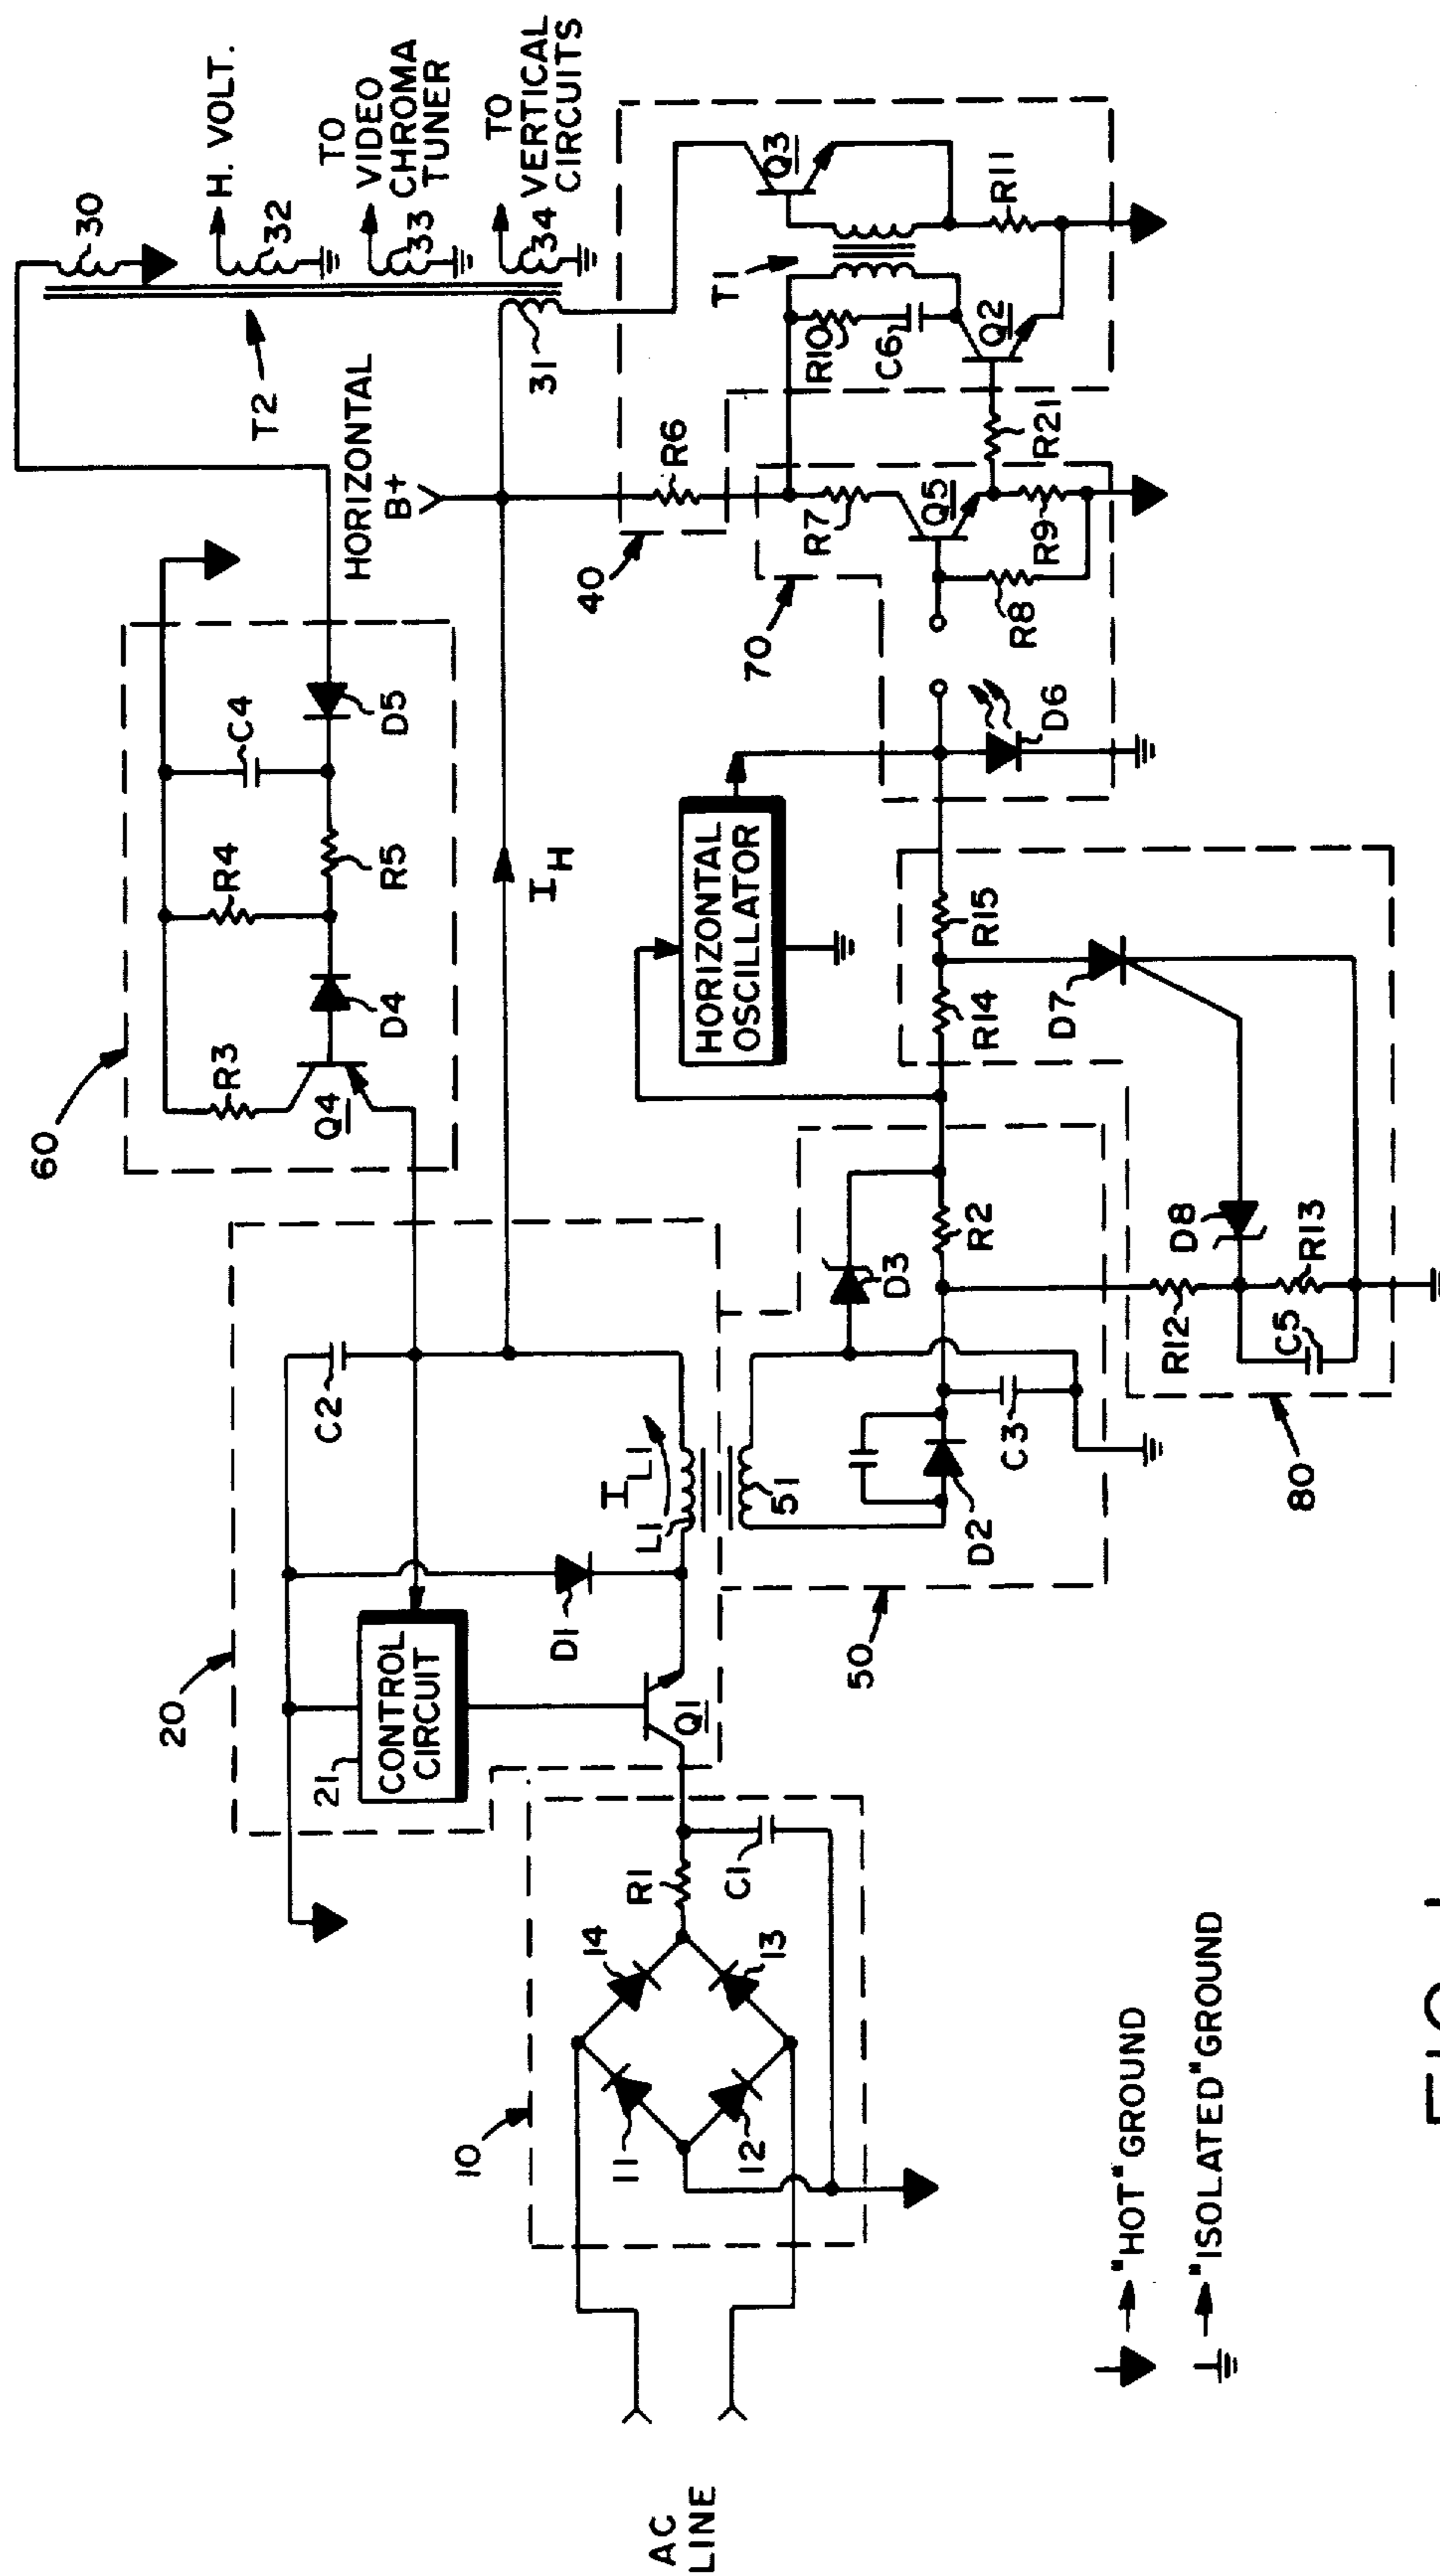 AC
LINE
10
11
12
13
14
R1
C1
20
21
CONTROL
CIRCUIT
Q1
D1
L1
I L1
C2
50
51
D2
C3
D3
R2
60
R3
Q4
D4
R4
R5
C4
D5
I H
HORIZONTAL
B+
HORIZONTAL
OSCILLATOR
R14
R15
D7
D8
R12
R13
C5
80
70
D6
R7
Q5
R8
R9
R21
40
R6
R10
C6
Q2
T1
Q3
R11
T2
30
31
32
33
34
H. VOLT.
TO
VIDEO
CHROMA
TUNER
TO
VERTICAL
CIRCUITS
"HOT" GROUND
"ISOLATED" GROUND